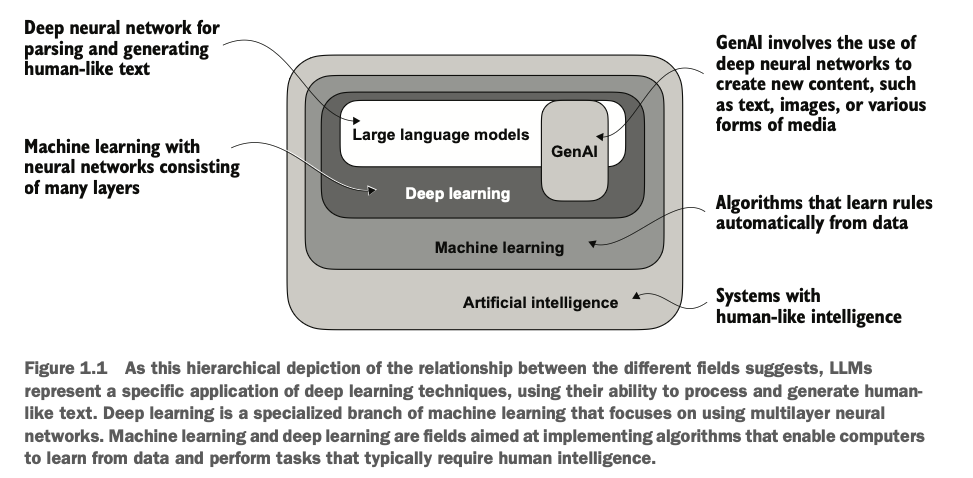 Deep neural network for
parsing and generating
human-like text
Machine learning with
neural networks consisting
of many layers
Large language models
GenAI
Deep learning
Machine learning
Artificial intelligence
GenAI involves the use of
deep neural networks to
create new content, such
as text, images, or various
forms of media
Algorithms that learn rules
automatically from data
Systems with
human-like intelligence
Figure 1.1 As this hierarchical depiction of the relationship between the different fields suggests, LLMs
represent a specific application of deep learning techniques, using their ability to process and generate human-
like text. Deep learning is a specialized branch of machine learning that focuses on using multilayer neural
networks. Machine learning and deep learning are fields aimed at implementing algorithms that enable computers
to learn from data and perform tasks that typically require human intelligence.